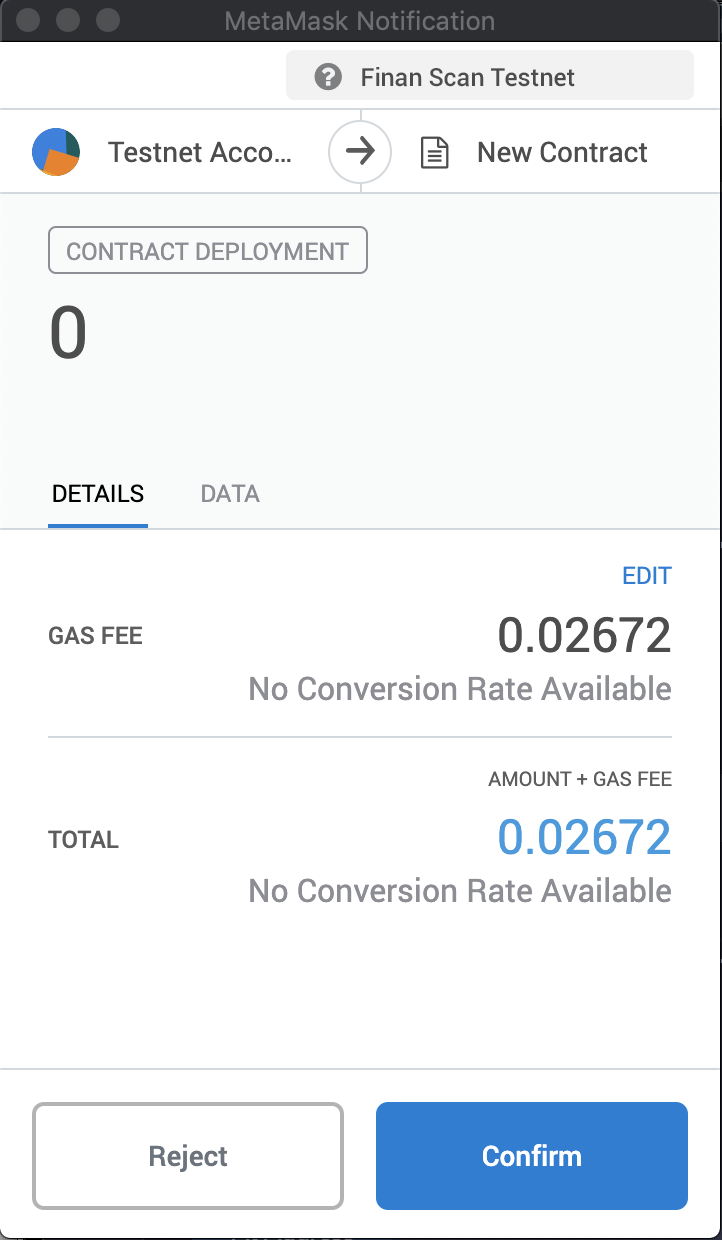 MetaMask Notification
Finan Scan Testnet
Testnet Acco...
New Contract
CONTRACT DEPLOYMENT
0
DETAILS
DATA
EDIT
GAS FEE
0.02672
No Conversion Rate Available
AMOUNT + GAS FEE
TOTAL
0.02672
No Conversion Rate Available
Reject
Confirm